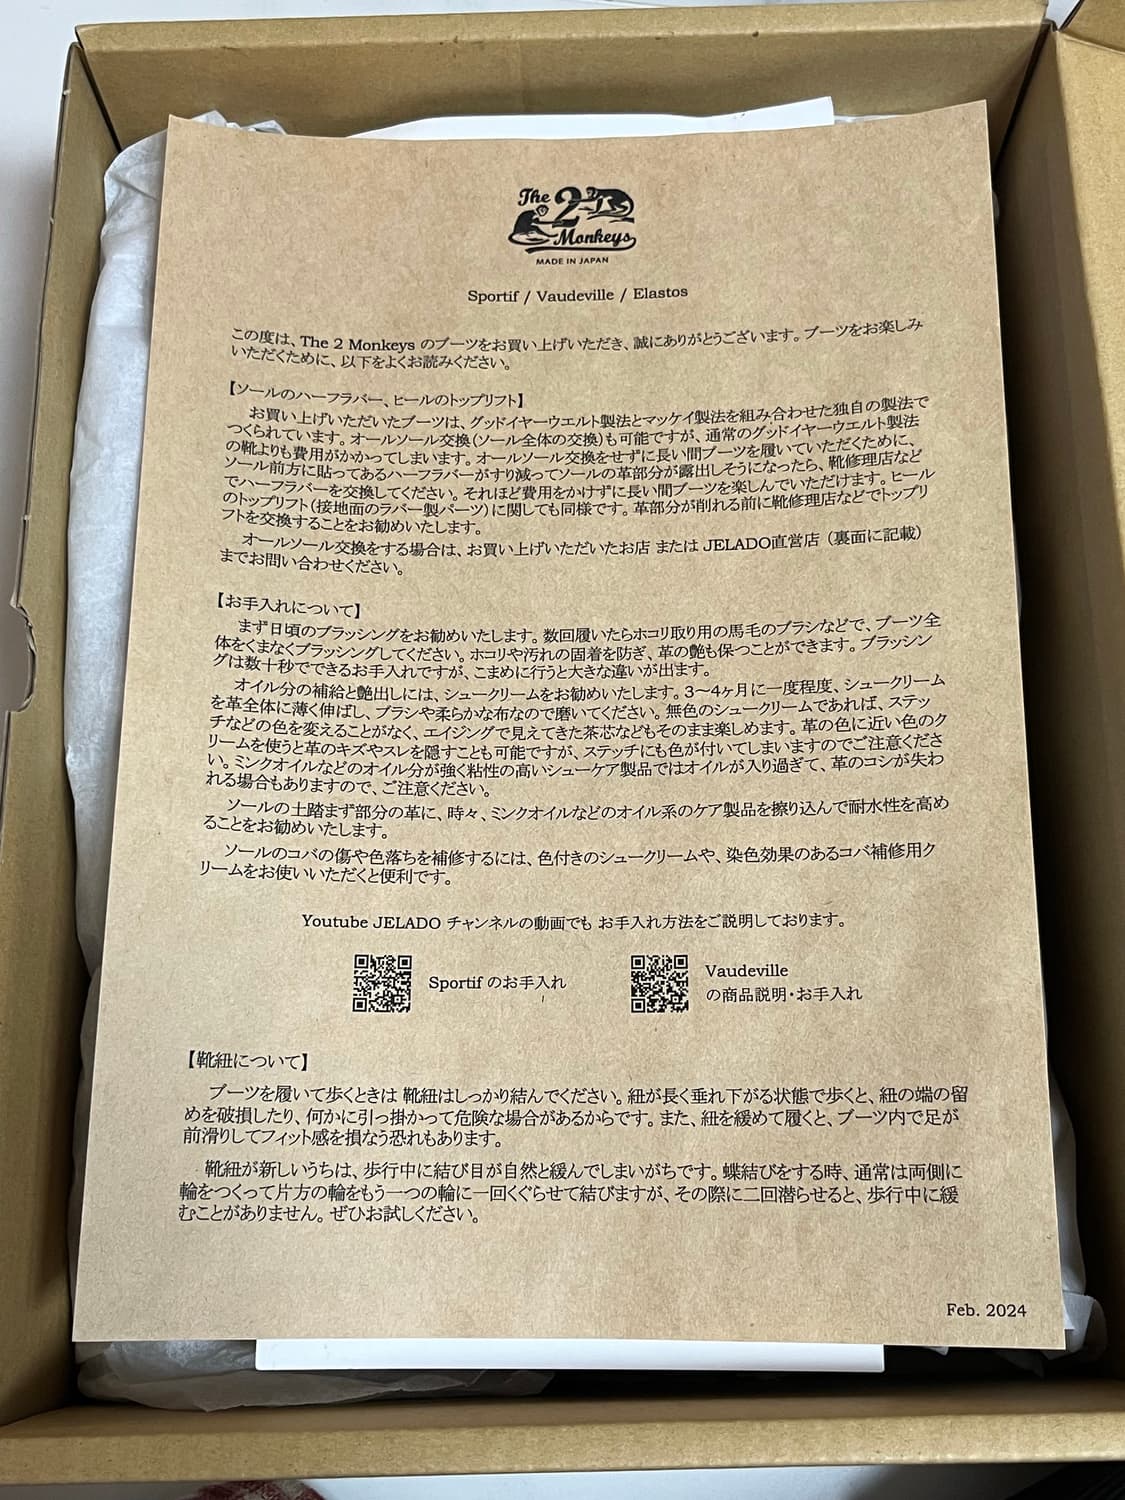 The 2 Monkeys
MADE IN JAPAN
Sportif / Vaudeville / Elastos
この度は、The 2 Monkeys のブーツをお買い上げいただき、誠にありがとうございます。ブーツをお楽しみ
いただくために、以下をよくお読みください。
【ソールのハーフラバー、ヒールのトップリフト】
お買い上げいただいたブーツは、グッドイヤーウエルト製法とマッケイ製法を組み合わせた独自の製法で
つくられています。オールソール交換(ソール全体の交換)も可能ですが、通常のグッドイヤーウエルト製法
の靴よりも費用がかかってしまいます。オールソール交換をせずに長い間ブーツを履いていただくために、
ソール前方に貼ってあるハーフラバーがすり減ってソールの革部分が露出しそうになったら、靴修理店など
でハーフラバーを交換してください。それほど費用をかけずに長い間ブーツを楽しんでいただけます。ヒール
のトップリフト(接地面のラバー製パーツ)に関しても同様です。革部分が削れる前に靴修理店などでトップリ
フトを交換することをお勧めいたします。
オールソール交換をする場合は、お買い上げいただいたお店 または JELADO直営店（裏面に記載）
までお問い合わせください。
【お手入れについて】
まず日頃のブラッシングをお勧めいたします。数回履いたらホコリ取り用の馬毛のブラシなどで、ブーツ全
体をくまなくブラッシングしてください。ホコリや汚れの固着を防ぎ、革の艶も保つことができます。ブラッシン
グは数十秒でできるお手入れですが、こまめに行うと大きな違いが出ます。
オイル分の補給と艶出しには、シュークリームをお勧めいたします。3～4ヶ月に一度程度、シュークリーム
を革全体に薄く伸ばし、ブラシや柔らかな布なので磨いてください。無色のシュークリームであれば、ステッ
チなどの色を変えることがなく、エイジングで見えてきた茶芯などもそのまま楽しめます。革の色に近い色のク
リームを使うと革のキズやスレを隠すことも可能ですが、ステッチにも色が付いてしまいますのでご注意くださ
い。ミンクオイルなどのオイル分が強く粘性の高いシューケア製品ではオイルが入り過ぎて、革のコシが失わ
れる場合もありますので、ご注意ください。
ソールの土踏まず部分の革に、時々、ミンクオイルなどのオイル系のケア製品を擦り込んで耐水性を高め
ることをお勧めいたします。
ソールのコバの傷や色落ちを補修するには、色付きのシュークリームや、染色効果のあるコバ補修用ク
リームをお使いいただくと便利です。
Youtube JELADO チャンネルの動画でも お手入れ方法をご説明しております。
Sportif のお手入れ
Vaudeville
の商品説明・お手入れ
【靴紐について】
ブーツを履いて歩くときは 靴紐はしっかり結んでください。紐が長く垂れ下がる状態で歩くと、紐の端の留
めを破損したり、何かに引っ掛かって危険な場合があるからです。また、紐を緩めて履くと、ブーツ内で足が
前滑りしてフィット感を損なう恐れもあります。
靴紐が新しいうちは、歩行中に結び目が自然と緩んでしまいがちです。蝶結びをする時、通常は両側に
輪をつくって片方の輪をもう一つの輪に一回くぐらせて結びますが、その際に二回潜らせると、歩行中に緩
むことがありません。ぜひお試しください。
Feb. 2024